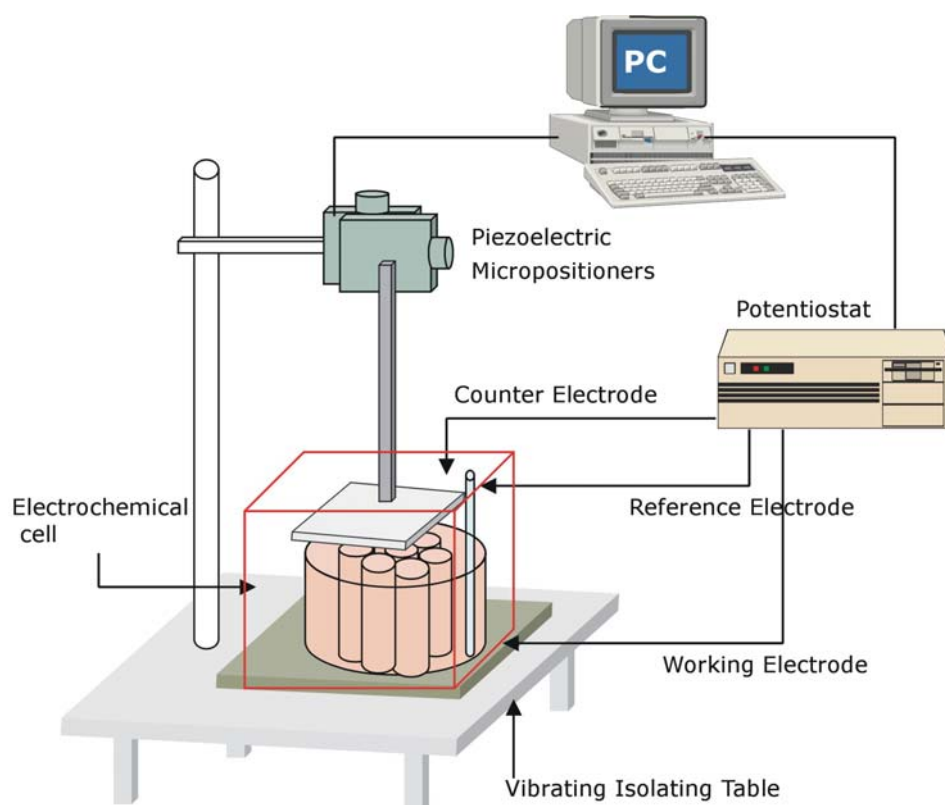 PC
Piezoelectric
Micropositioners
Potentiostat
Counter Electrode
Electrochemical
cell
Reference Electrode
Working Electrode
Vibrating Isolating Table